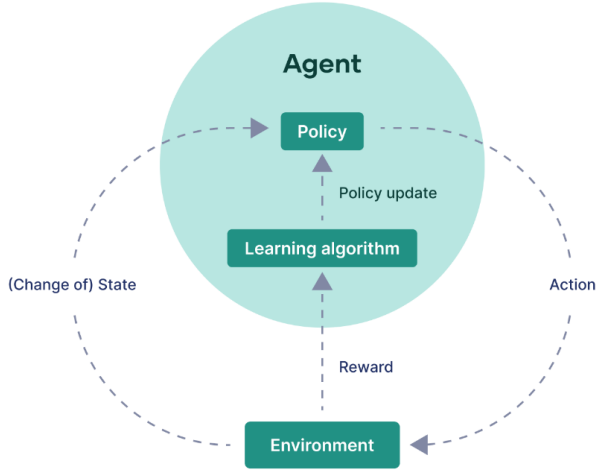 Agent
Policy
Policy update
Learning algorithm
(Change of) State
Action
Reward
Environment